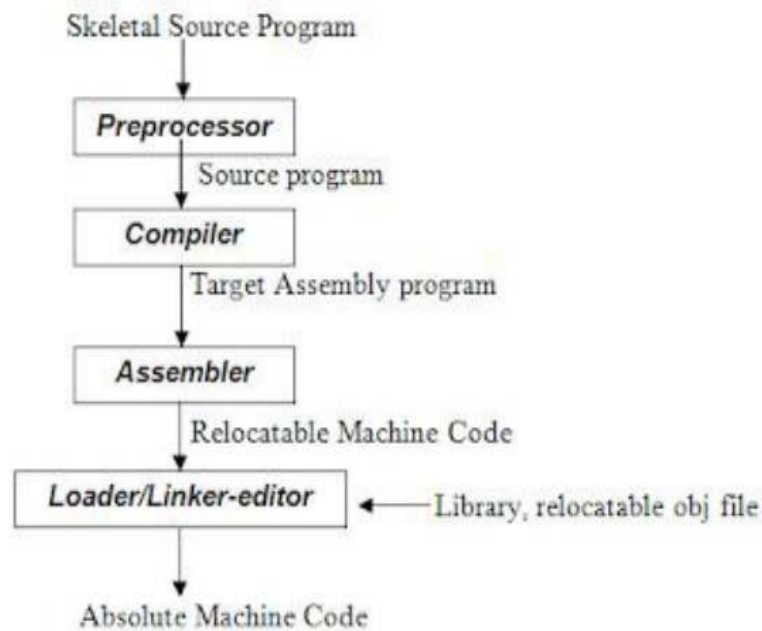 Skeletal Source Program
Preprocessor
Source program
Compiler
Target Assembly program
Assembler
Relocatable Machine Code
Loader/Linker-editor
Library, relocatable obj file
Absolute Machine Code